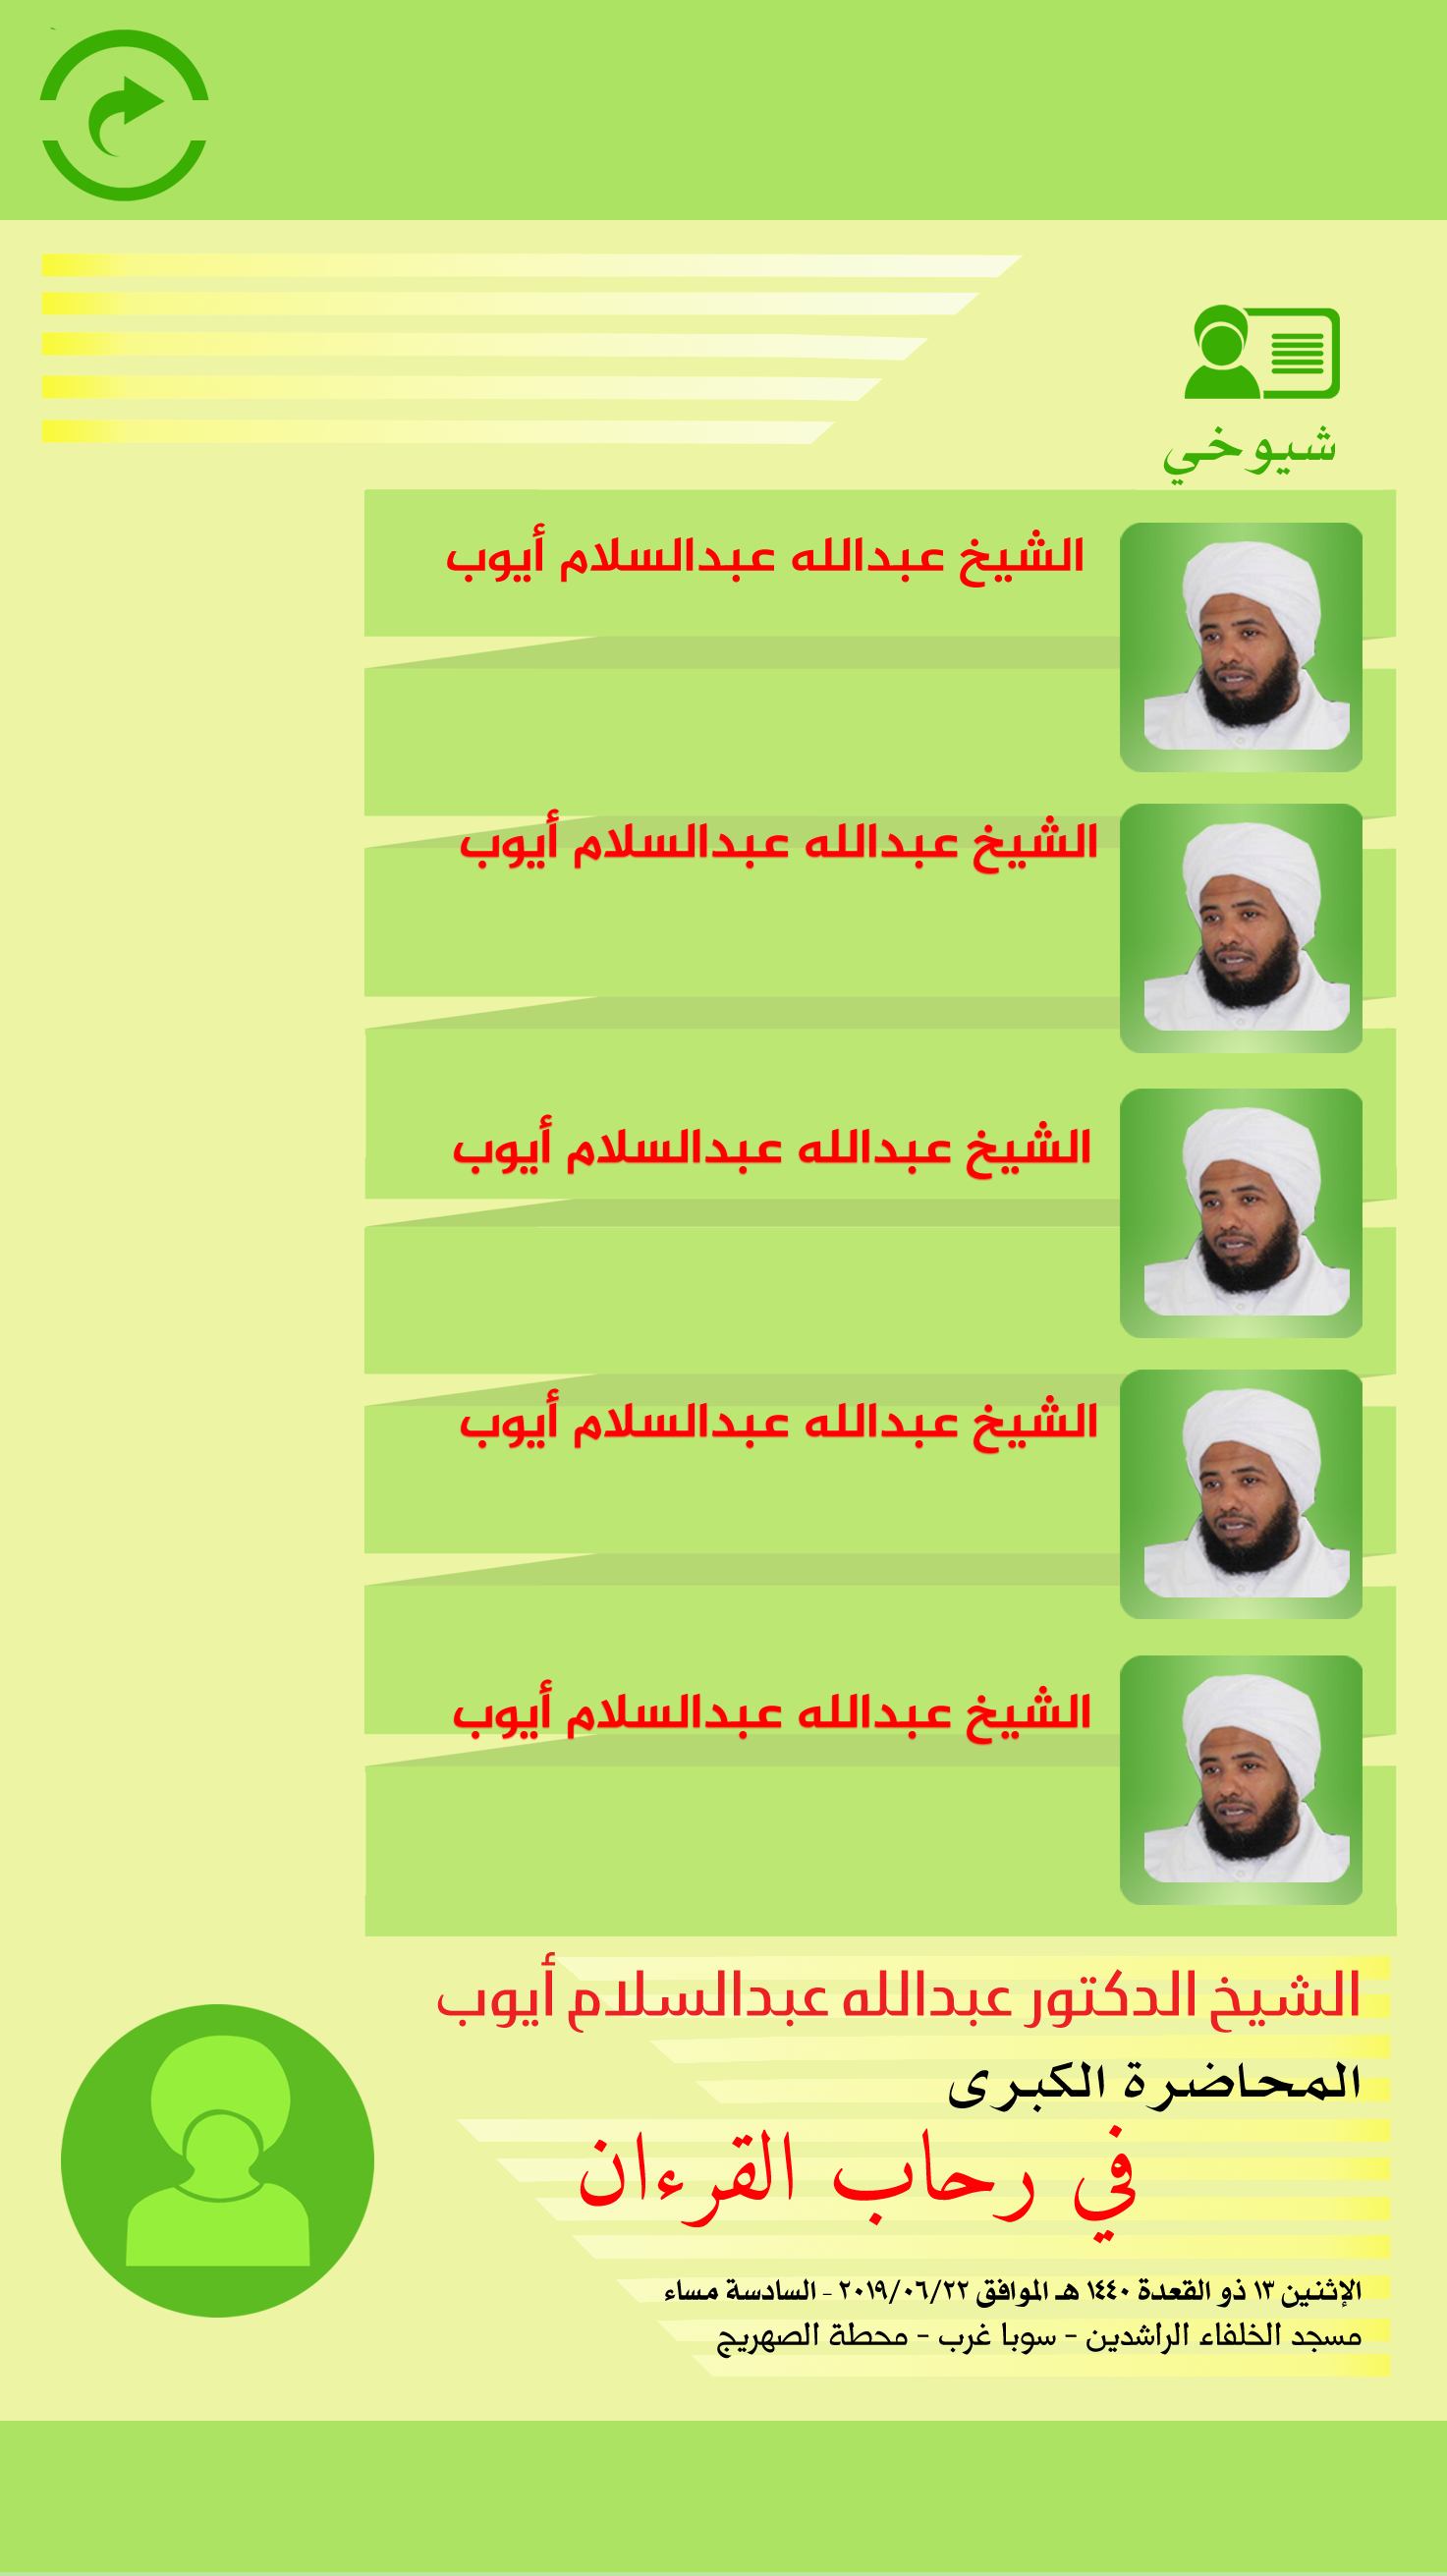 شيوخي
الشيخ عبدالله عبدالسلام أيوب
الشيخ عبدالله عبدالسلام أيوب
الشيخ عبدالله عبدالسلام أيوب
الشيخ عبدالله عبدالسلام أيوب
الشيخ عبدالله عبدالسلام أيوب
الشيخ الدكتور عبدالله عبدالسلام أيوب
المحاضرة الكبرى
في رحاب القرءان
الإثنين ١٣ ذو القعدة ١٤٤٠ هـ الموافق ٢٠١٩/٠٦/٢٢ - السادسة مساء
مسجد الخلفاء الراشدين - سوبا غرب - محطة الصهريج